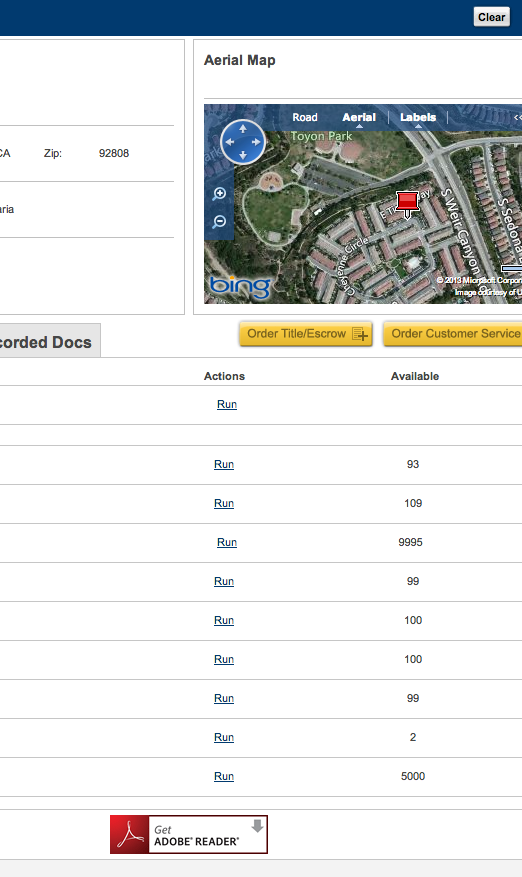 Clear
Aerial Map
Road Aerial Labels <<
Toyon Park
CA Zip: 92808
aria
S Weir Canyon
S Sedona
Cheyenne Circle
bing
© 2013 Microsoft Corpor
Image courtesy of U
corded Docs
Order Title/Escrow
Order Customer Service
Actions Available
Run
Run 93
Run 109
Run 9995
Run 99
Run 100
Run 100
Run 99
Run 2
Run 5000
Get
ADOBE® READER®